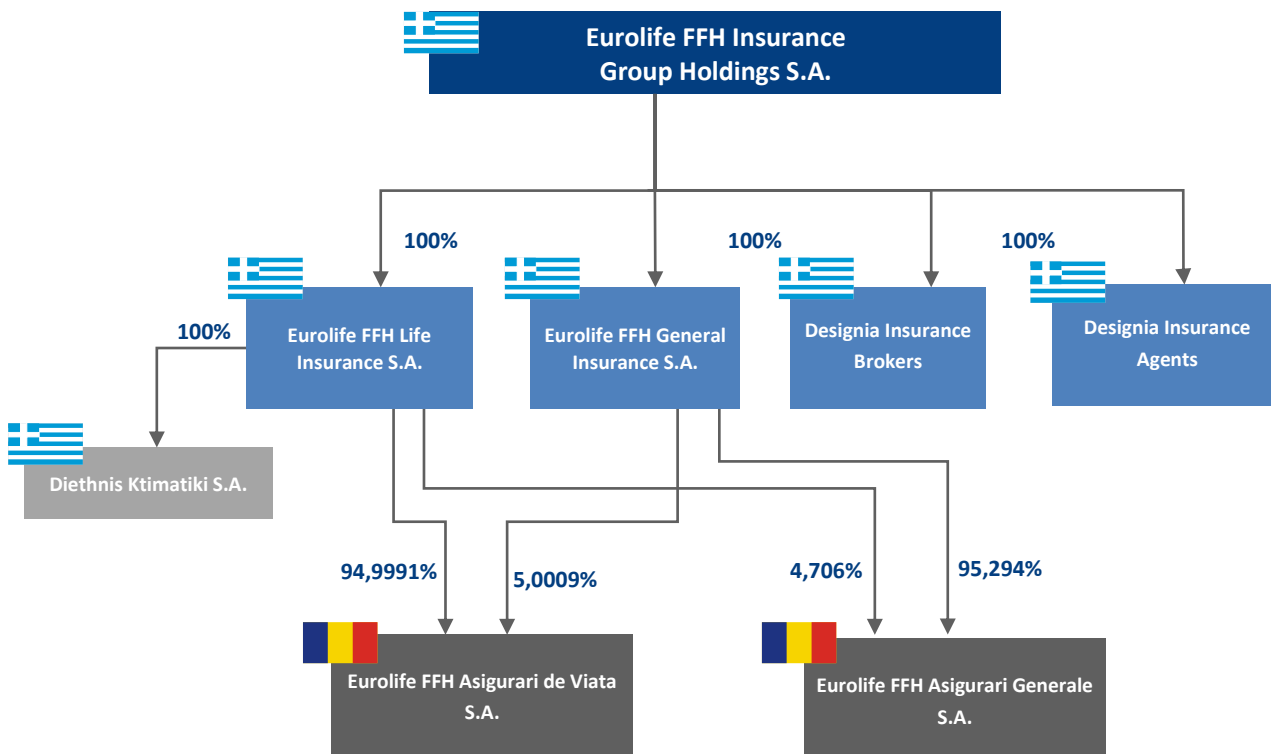 Eurolife FFH Insurance
Group Holdings S.A.
100%
100%
100%
Eurolife FFH Life
Insurance S.A.
Eurolife FFH General
Insurance S.A.
Designia Insurance
Brokers
Designia Insurance
Agents
100%
Diethnis Ktimatiki S.A.
94,9991%
5,0009%
4,706%
95,294%
Eurolife FFH Asigurari de Viata
S.A.
Eurolife FFH Asigurari Generale
S.A.